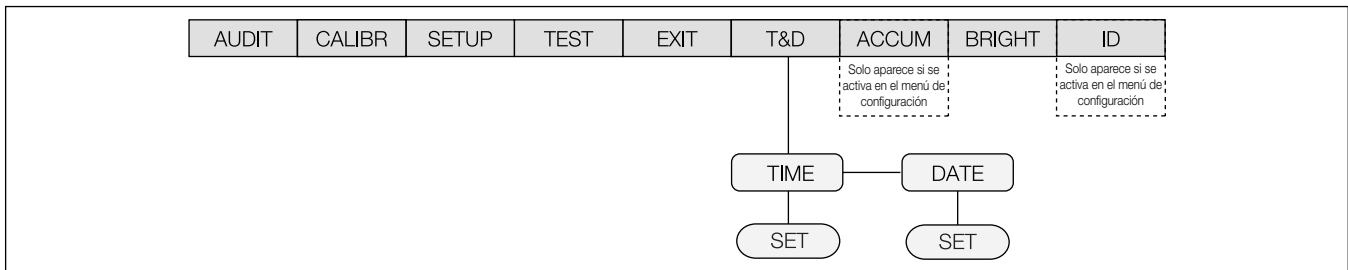 AUDIT CALIBR SETUP TEST EXIT T&D ACCUM BRIGHT ID
Solo aparece si se
activa en el menú de
configuración
Solo aparece si se
activa en el menú de
configuración
TIME DATE
SET SET